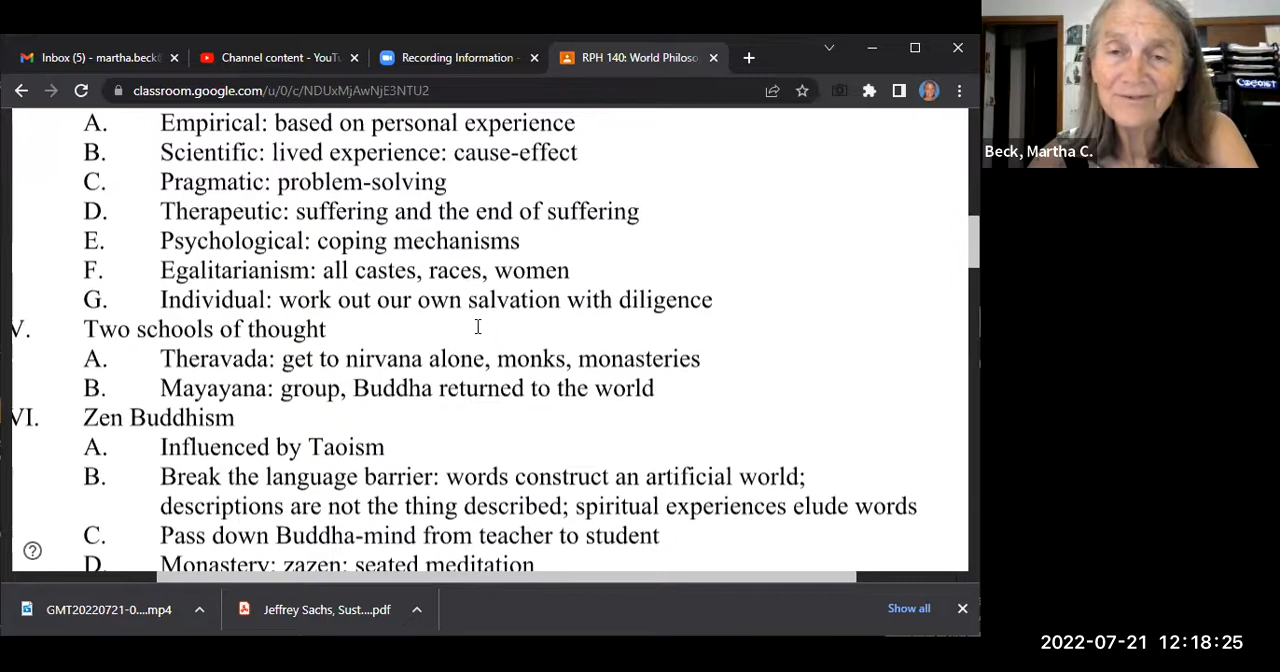 Inbox (5) - martha.beck
Channel content - YouTu
Recording Information -
RPH 140: World Philoso
classroom.google.com/u/0/c/NDUxMjAwNjE3NTU2
A. Empirical: based on personal experience
B. Scientific: lived experience: cause-effect
C. Pragmatic: problem-solving
D. Therapeutic: suffering and the end of suffering
E. Psychological: coping mechanisms
F. Egalitarianism: all castes, races, women
G. Individual: work out our own salvation with diligence
V. Two schools of thought
A. Theravada: get to nirvana alone, monks, monasteries
B. Mayayana: group, Buddha returned to the world
VI. Zen Buddhism
A. Influenced by Taoism
B. Break the language barrier: words construct an artificial world;
descriptions are not the thing described; spiritual experiences elude words
C. Pass down Buddha-mind from teacher to student
D. Monastery: zazen: seated meditation
GMT20220721-0....mp4
Jeffrey Sachs, Sust....pdf
Show all
Beck, Martha C.
2022-07-21 12:18:25